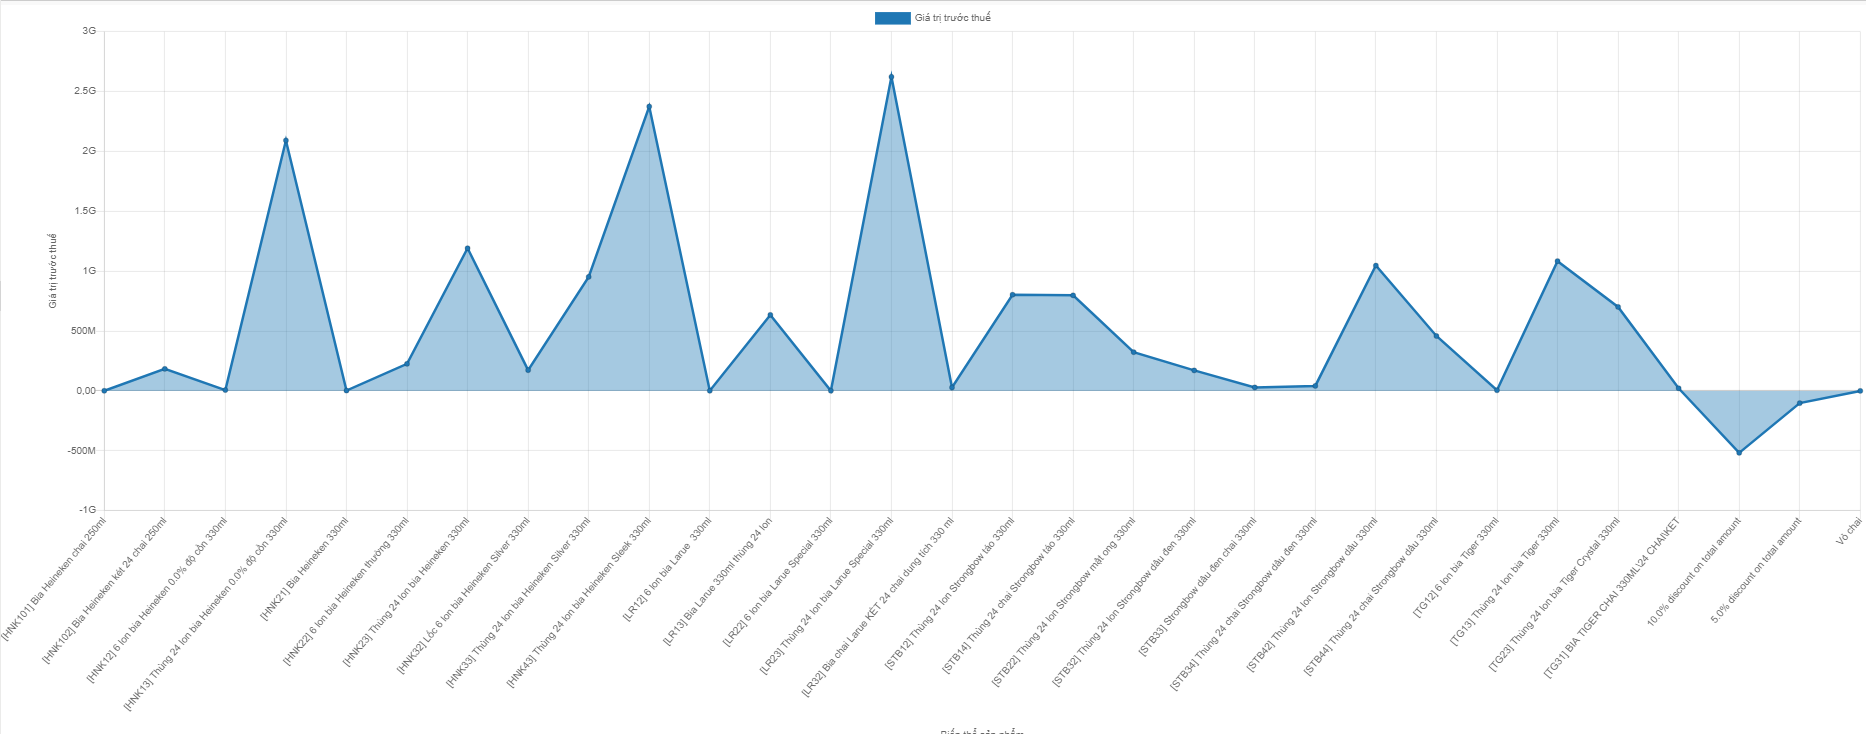 Giá trị trước thuế
3G
2.5G
2G
1.5G
1G
500M
0.00
-500M
-1G
Giá trị trước thuế
[HNK101] Bia Heineken chai 250ml
[HNK102] Bia Heineken két 24 chai 250ml
[HNK12] 6 lon bia Heineken 0.0% độ cồn 330ml
[HNK13] Thùng 24 lon bia Heineken 0.0% độ cồn 330ml
[HNK21] Bia Heineken 330ml
[HNK22] 6 lon bia Heineken thường 330ml
[HNK23] Thùng 24 lon bia Heineken 330ml
[HNK32] Lốc 6 lon bia Heineken Silver 330ml
[HNK33] Thùng 24 lon bia Heineken Silver 330ml
[HNK43] Thùng 24 lon bia Heineken Sleek 330ml
[LR12] 6 lon bia Larue 330ml
[LR13] Bia Larue 330ml thùng 24 lon
[LR22] 6 lon bia Larue Special 330ml
[LR23] Thùng 24 lon bia Larue Special 330ml
[LR32] Bia chai Larue KÉT 24 chai dung tích 330 ml
[STB12] Thùng 24 lon Strongbow táo 330ml
[STB14] Thùng 24 chai Strongbow táo 330ml
[STB22] Thùng 24 lon Strongbow mật ong 330ml
[STB32] Thùng 24 lon Strongbow dâu đen 330ml
[STB33] Strongbow dâu đen chai 330ml
[STB34] Thùng 24 chai Strongbow dâu đen 330ml
[STB42] Thùng 24 lon Strongbow dâu 330ml
[STB44] Thùng 24 chai Strongbow dâu 330ml
[TG12] 6 lon bia Tiger 330ml
[TG13] Thùng 24 lon bia Tiger 330ml
[TG23] Thùng 24 lon bia Tiger Crystal 330ml
[TG31] BIA TIGER CHAI 330ML\24 CHAI\KET
10.0% discount on total amount
5.0% discount on total amount
Vỏ chai
Biến thể sản phẩm